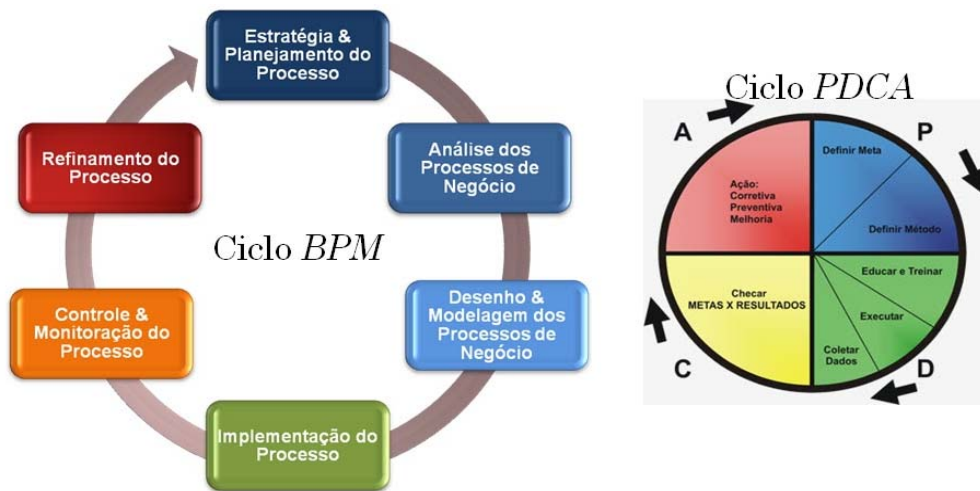 Estratégia &
Planejamento do
Processo
Análise dos
Processos de
Negócio
Desenho &
Modelagem dos
Processos de
Negócio
Implementação do
Processo
Controle &
Monitoração do
Processo
Refinamento do
Processo
Ciclo BPM
Ciclo PDCA
A
P
Definir Meta
Definir Método
Ação:
Corretiva
Preventiva
Melhoria
Educar e Treinar
Executar
Coletar
Dados
Checar
METAS X RESULTADOS
C
D